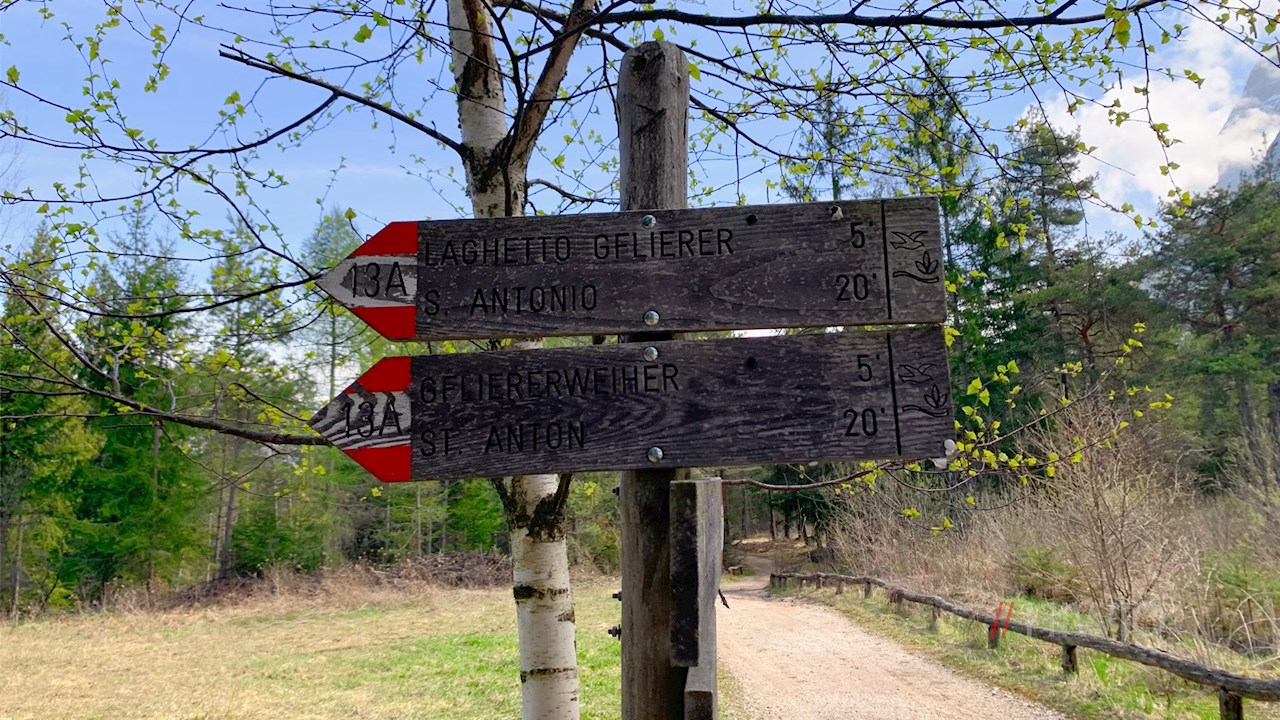 13A
LAGHETTO GFLIERER 5'
S. ANTONIO 20'
13A
GFLIERERWEIHER 5'
ST. ANTON 20'